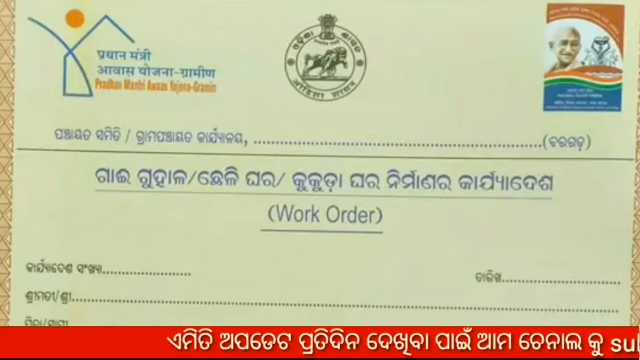 प्रधान मंत्री
आवास योजना-ग्रामीण
Pradhan Mantri Awaas Yojana-Gramin
ପଞ୍ଚାୟତ ସମିତି / ଗ୍ରାମପଞ୍ଚାୟତ କାର୍ଯ୍ୟାଳୟ, ........................................ (ବରଗଡ଼)
ଗାଈ ଗୁହାଳ/ଛେଳି ଘର/ କୁକୁଡ଼ା ଘର ନିର୍ମାଣର କାର୍ଯ୍ୟାଦେଶ
(Work Order)
କାର୍ଯ୍ୟାଦେଶ ସଂଖ୍ୟା.................... ତାରିଖ....................
ଶ୍ରୀମତୀ/ଶ୍ରୀ............................................................
ଏମିତି ଅପଡେଟ ପ୍ରତିଦିନ ଦେଖିବା ପାଇଁ ଆମ ଚେନାଲ କୁ su